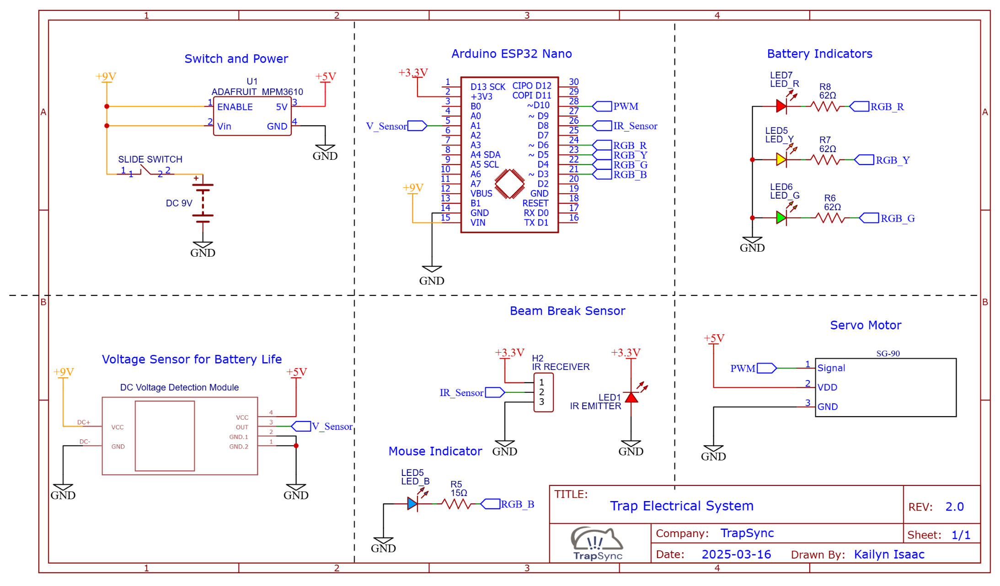 1
2
3
4
A
B
A
B
Switch and Power
+9V
+5V
U1
ADAFRUIT MPM3610
1
ENABLE
5V
3
2
Vin
GND
4
GND
SLIDE SWITCH
1
1
2
2
+
DC 9V
GND
Arduino ESP32 Nano
+3.3V
1
D13 SCK
CIPO D12
30
2
+3V3
COPI D11
29
3
B0
~D10
28
PWM
4
A0
~ D9
27
V_Sensor
5
A1
D8
26
IR_Sensor
6
A2
D7
25
7
A3
~ D6
24
RGB_R
8
A4 SDA
~ D5
23
RGB_Y
9
A5 SCL
D4
22
RGB_G
10
A6
~ D3
21
RGB_B
11
A7
D2
20
+9V
12
VBUS
GND
19
13
B1
RESET
18
14
GND
RX D0
17
15
VIN
TX D1
16
GND
Battery Indicators
LED7
LED_R
R8
62Ω
RGB_R
LED5
LED_Y
R7
62Ω
RGB_Y
LED6
LED_G
R6
62Ω
RGB_G
GND
Voltage Sensor for Battery Life
+9V
+5V
DC Voltage Detection Module
DC+
VCC
DC-
GND
VCC
4
OUT
3
V_Sensor
GND.1
2
GND.2
1
GND
GND
Beam Break Sensor
+3.3V
H2
IR RECEIVER
1
IR_Sensor
2
3
GND
+3.3V
LED1
IR EMITTER
GND
Mouse Indicator
LED5
LED_B
R5
15Ω
RGB_B
GND
Servo Motor
+5V
SG-90
PWM
1
Signal
2
VDD
3
GND
GND
TITLE:
Trap Electrical System
REV: 2.0
TrapSync
Company: TrapSync
Sheet: 1/1
Date: 2025-03-16
Drawn By: Kailyn Isaac
1
2
3
4